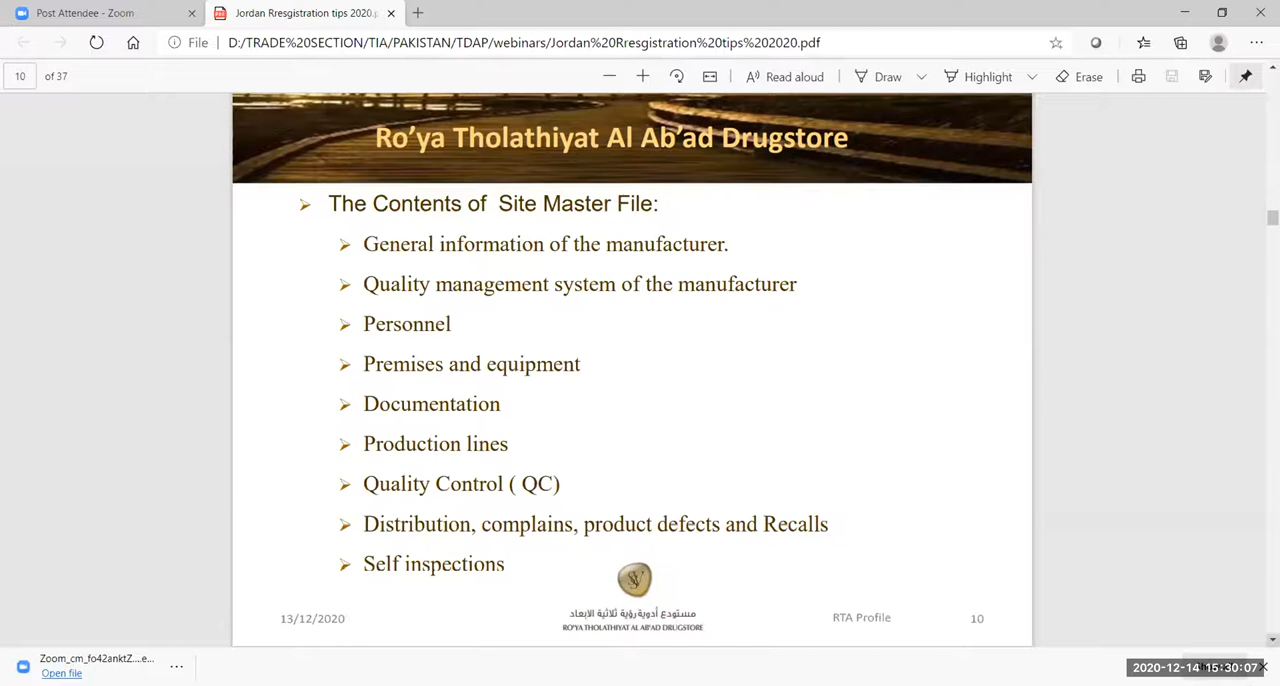 Post Attendee - Zoom
Jordan Rresgistration tips 2020.p
File
D:/TRADE%20SECTION/TIA/PAKISTAN/TDAP/webinars/Jordan%20Rresgistration%20tips%202020.pdf
10 of 37
Read aloud
Draw
Highlight
Erase
Ro'ya Tholathiyat Al Ab'ad Drugstore
The Contents of Site Master File:
General information of the manufacturer.
Quality management system of the manufacturer
Personnel
Premises and equipment
Documentation
Production lines
Quality Control ( QC)
Distribution, complains, product defects and Recalls
Self inspections
مستودع أدوية رؤية ثلاثية الابعاد
RO'YA THOLATHIYAT AL AB'AD DRUGSTORE
13/12/2020
RTA Profile
10
Zoom_cm_fo42anktZ...e...
Open file
2020-12-14 15:30:07